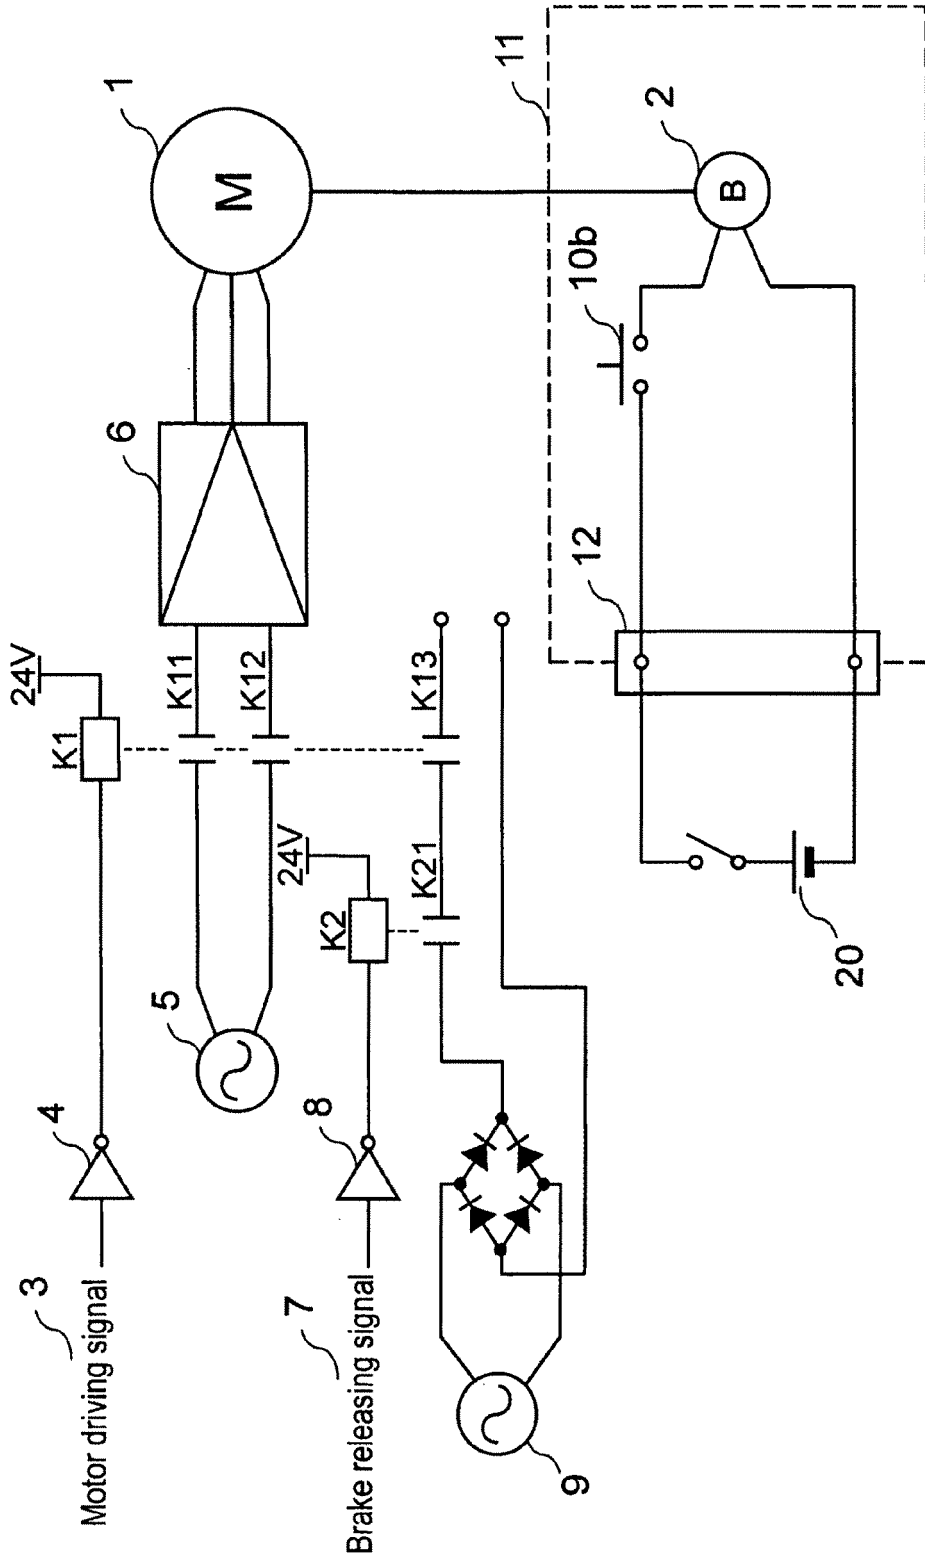 3
Motor driving signal
4
K1
24V
5
K11
K12
6
1
M
7
Brake releasing signal
8
K2
24V
9
K21
K13
11
2
B
10b
12
20